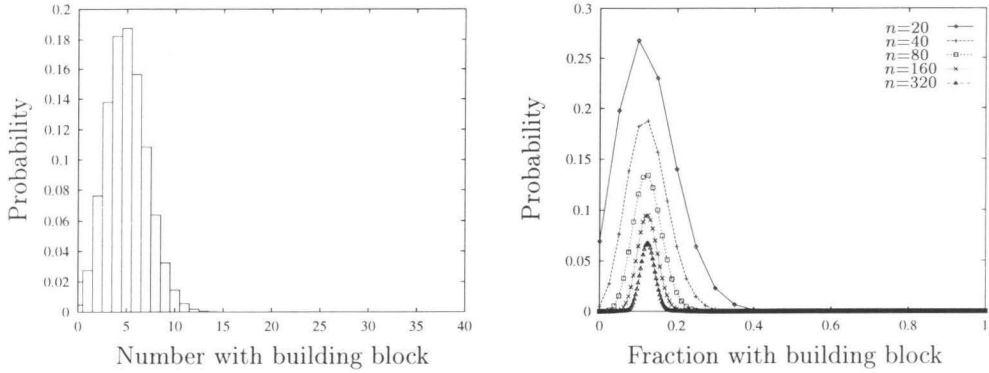 0.2
0.18
0.16
0.14
0.12
0.1
0.08
0.06
0.04
0.02
0
Probability
0 5 10 15 20 25 30 35 40
Number with building block
0.3
0.25
0.2
0.15
0.1
0.05
0
Probability
n=20
n=40
n=80
n=160
n=320
0 0.2 0.4 0.6 0.8 1
Fraction with building block